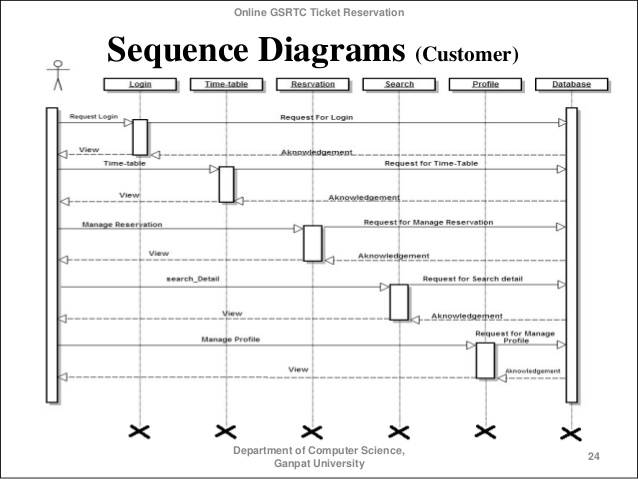 Online GSRTC Ticket Reservation
Sequence Diagrams (Customer)
Login
Time-table
Resrvation
Search
Profile
Database
Request Login
Request For Login
View
Aknowledgement
Time-table
Request for Time-Table
View
Aknowledgement
Manage Reservation
Request for Manage Reservation
View
Aknowledgement
search_Detail
Request for Search detail
View
Aknowledgement
Manage Profile
Request for Manage
Profile
View
Aknowledgement
Department of Computer Science,
Ganpat University
24